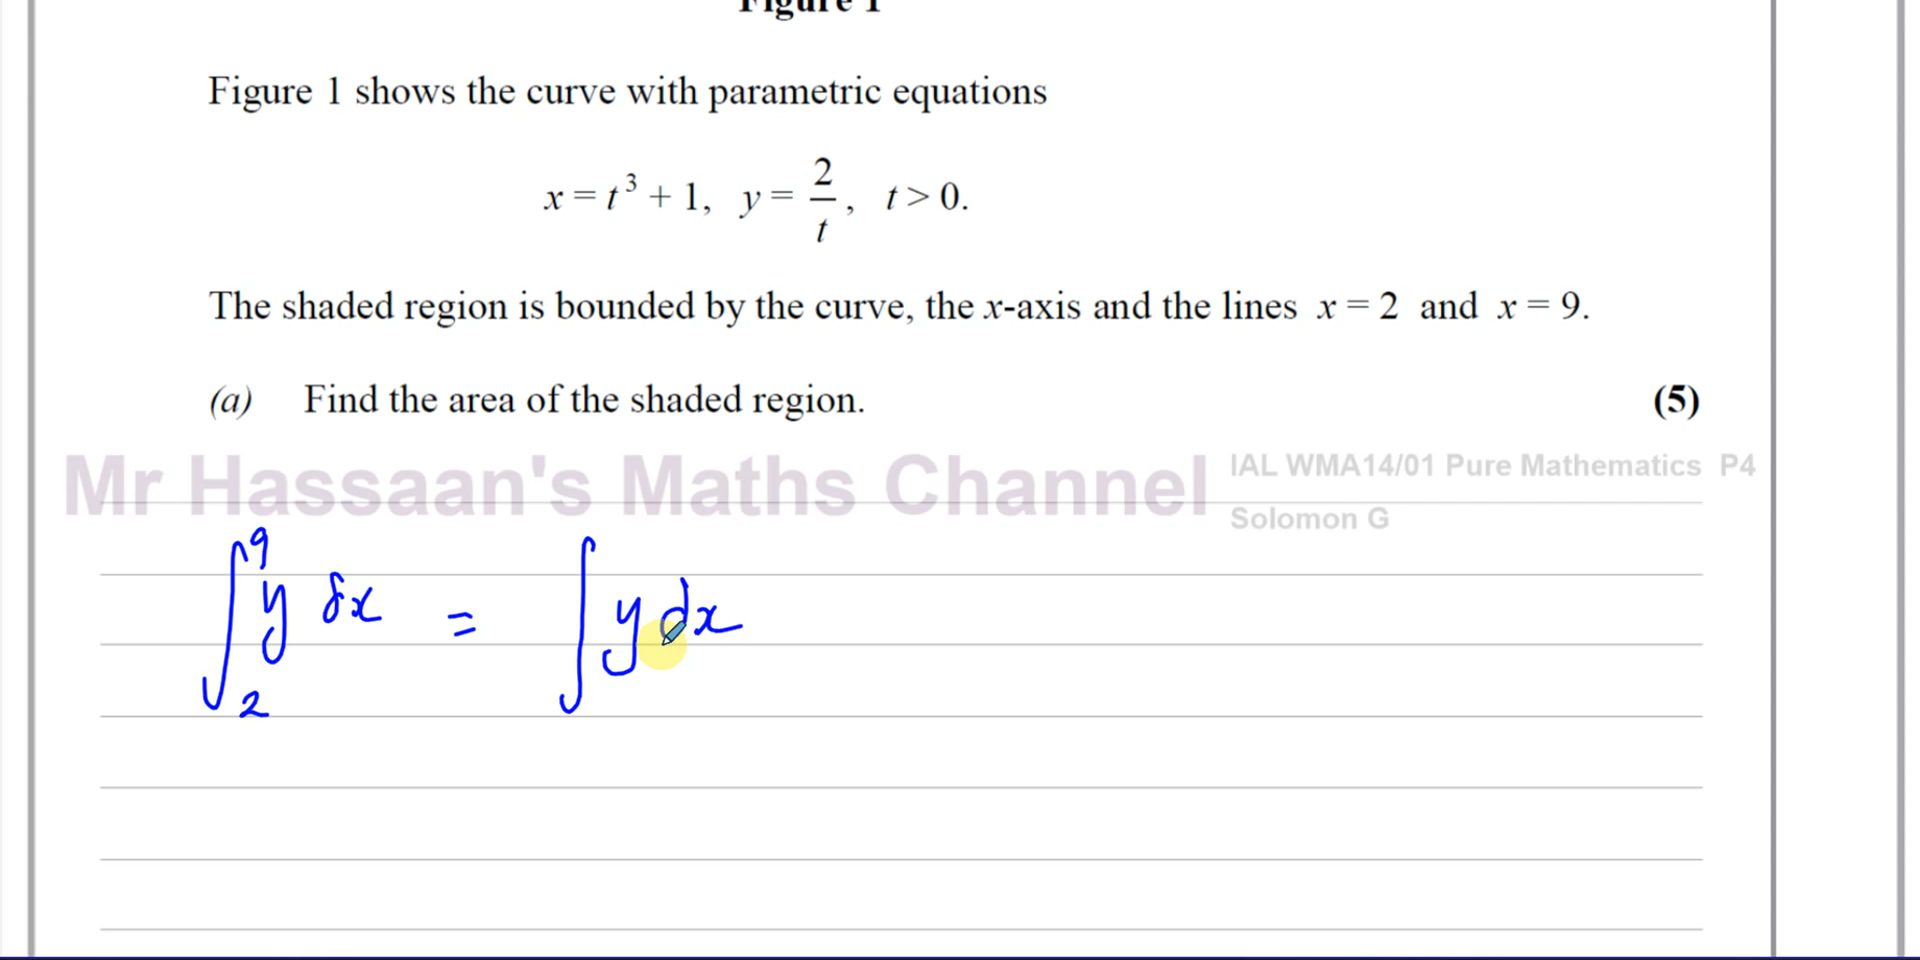 Figure 1
Figure 1 shows the curve with parametric equations
x = t³ + 1, y = 2/t, t > 0.
The shaded region is bounded by the curve, the x-axis and the lines x = 2 and x = 9.
(a) Find the area of the shaded region. (5)
Mr Hassaan's Maths Channel
IAL WMA14/01 Pure Mathematics P4
Solomon G
∫₂⁹ y δx = ∫ y dx